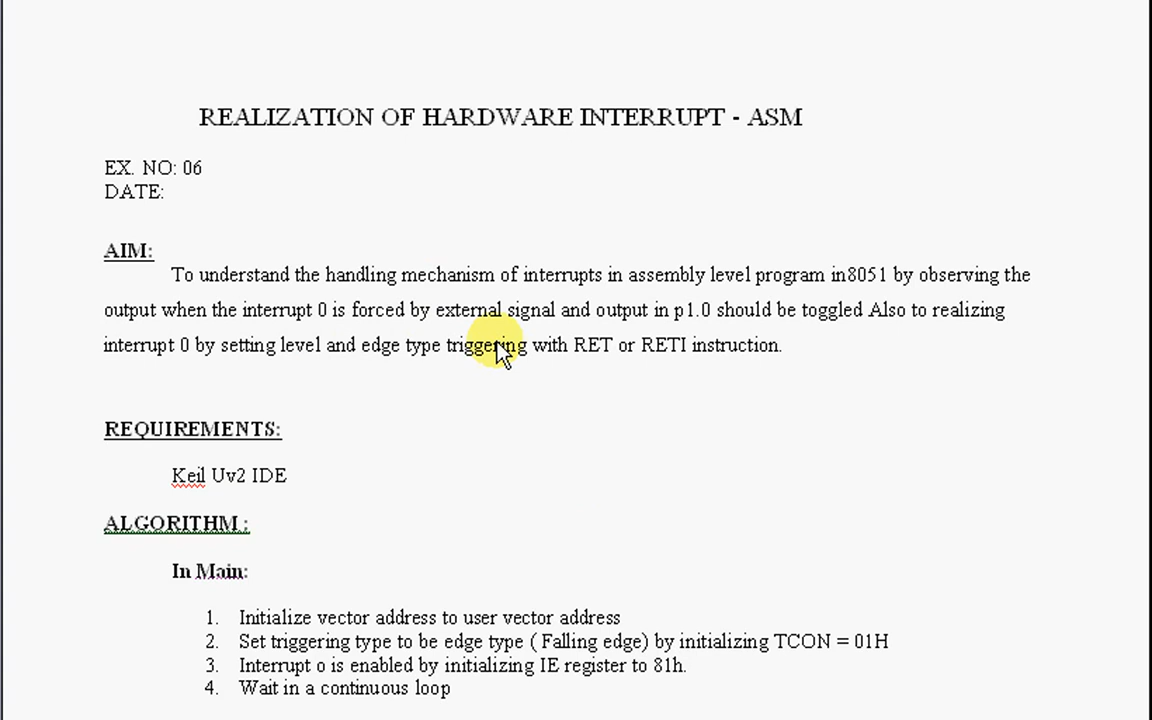 REALIZATION OF HARDWARE INTERRUPT - ASM
EX. NO: 06
DATE:
AIM:
To understand the handling mechanism of interrupts in assembly level program in8051 by observing the
output when the interrupt 0 is forced by external signal and output in p1.0 should be toggled Also to realizing
interrupt 0 by setting level and edge type triggering with RET or RETI instruction.
REQUIREMENTS:
Keil Uv2 IDE
ALGORITHM :
In Main:
1. Initialize vector address to user vector address
2. Set triggering type to be edge type ( Falling edge) by initializing TCON = 01H
3. Interrupt o is enabled by initializing IE register to 81h.
4. Wait in a continuous loop